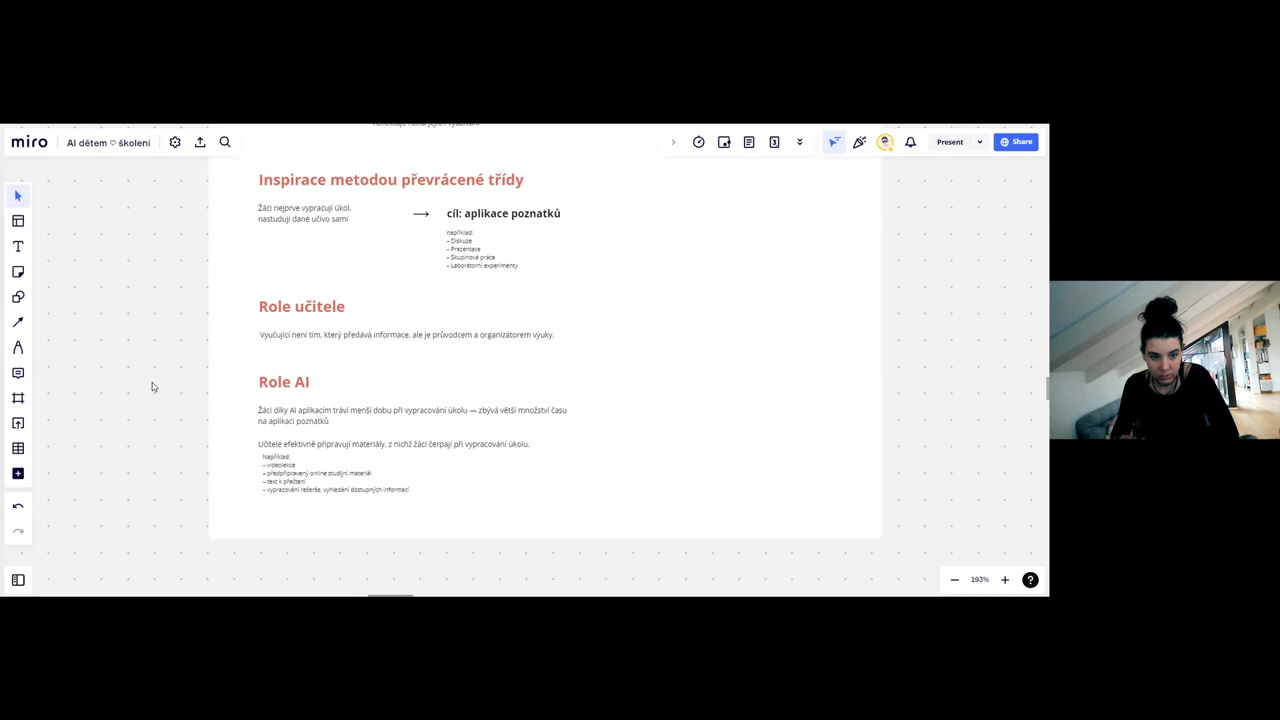 miro
AI dětem ♡ školení
Present
Share
Inspirace metodou převrácené třídy
Žáci nejprve vypracují úkol,
nastudují dané učivo sami
→
cíl: aplikace poznatků
například:
– Diskuze
– Prezentace
– Skupinová práce
– Laboratorní experimenty
Role učitele
Vyučující není tím, který předává informace, ale je průvodcem a organizátorem výuky.
Role AI
Žáci díky AI aplikacím tráví menší dobu při vypracování úkolu — zbývá větší množství času
na aplikaci poznatků
Učitelé efektivně připravují materiály, z nichž žáci čerpají při vypracování úkolu.
Například:
– videolekce
– předpřipravený online studijní materiál
– text k přečtení
– vypracování rešerše, vyhledání dostupných informací
193%